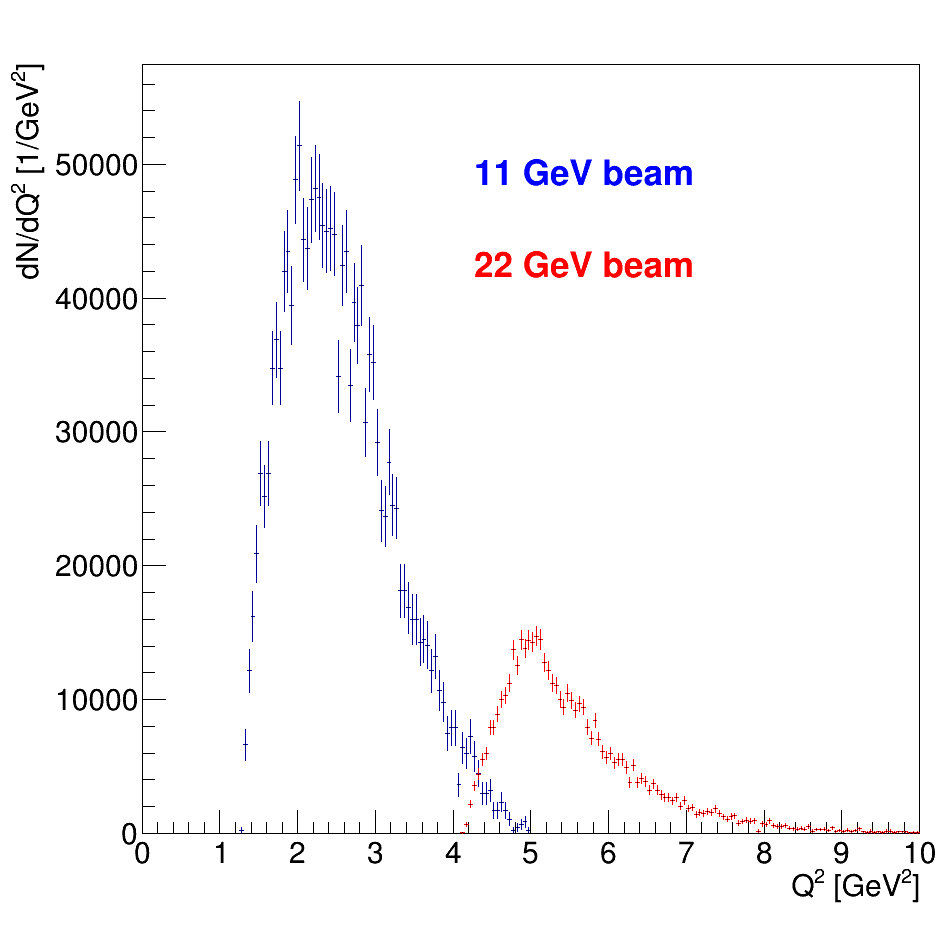 dN/dQ² [1/GeV²]
50000
40000
30000
20000
10000
0
11 GeV beam
22 GeV beam
0 1 2 3 4 5 6 7 8 9 10
Q² [GeV²]